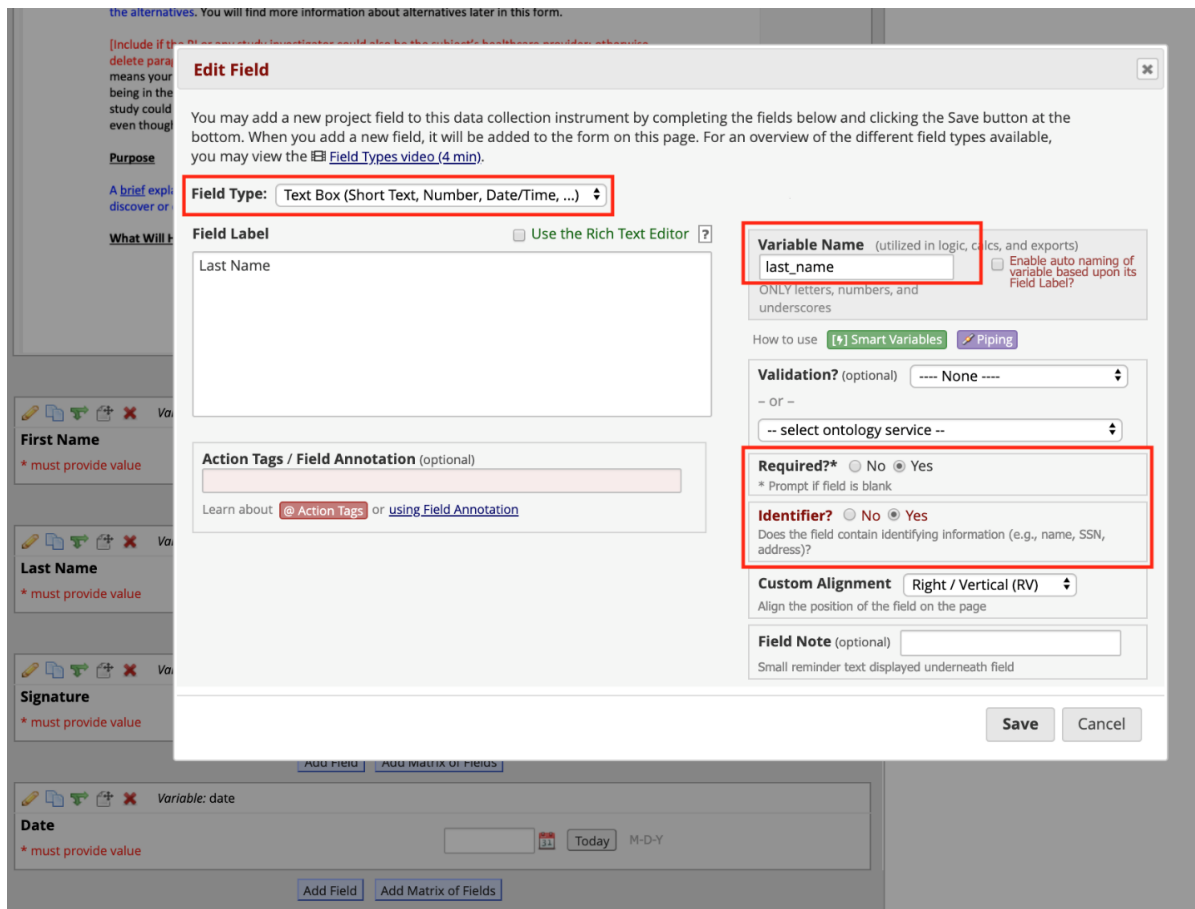 the alternatives. You will find more information about alternatives later in this form.
[Include if the PI or any study investigator could also be the subject's healthcare provider; otherwise
delete para
means your
being in the
study could
even though
Purpose
A brief expla
discover or
What Will H
Edit Field
You may add a new project field to this data collection instrument by completing the fields below and clicking the Save button at the
bottom. When you add a new field, it will be added to the form on this page. For an overview of the different field types available,
you may view the Field Types video (4 min).
Field Type: Text Box (Short Text, Number, Date/Time, ...)
Field Label Use the Rich Text Editor ?
Last Name
Action Tags / Field Annotation (optional)
Learn about @ Action Tags or using Field Annotation
Variable Name (utilized in logic, calcs, and exports)
last_name
Enable auto naming of
variable based upon its
Field Label?
ONLY letters, numbers, and
underscores
How to use Smart Variables Piping
Validation? (optional) ---- None ----
– or –
-- select ontology service --
Required?* No Yes
* Prompt if field is blank
Identifier? No Yes
Does the field contain identifying information (e.g., name, SSN,
address)?
Custom Alignment Right / Vertical (RV)
Align the position of the field on the page
Field Note (optional)
Small reminder text displayed underneath field
Save Cancel
Va
First Name
* must provide value
Va
Last Name
* must provide value
Va
Signature
* must provide value
Add Field Add Matrix of Fields
Variable: date
Date
* must provide value
31 Today M-D-Y
Add Field Add Matrix of Fields